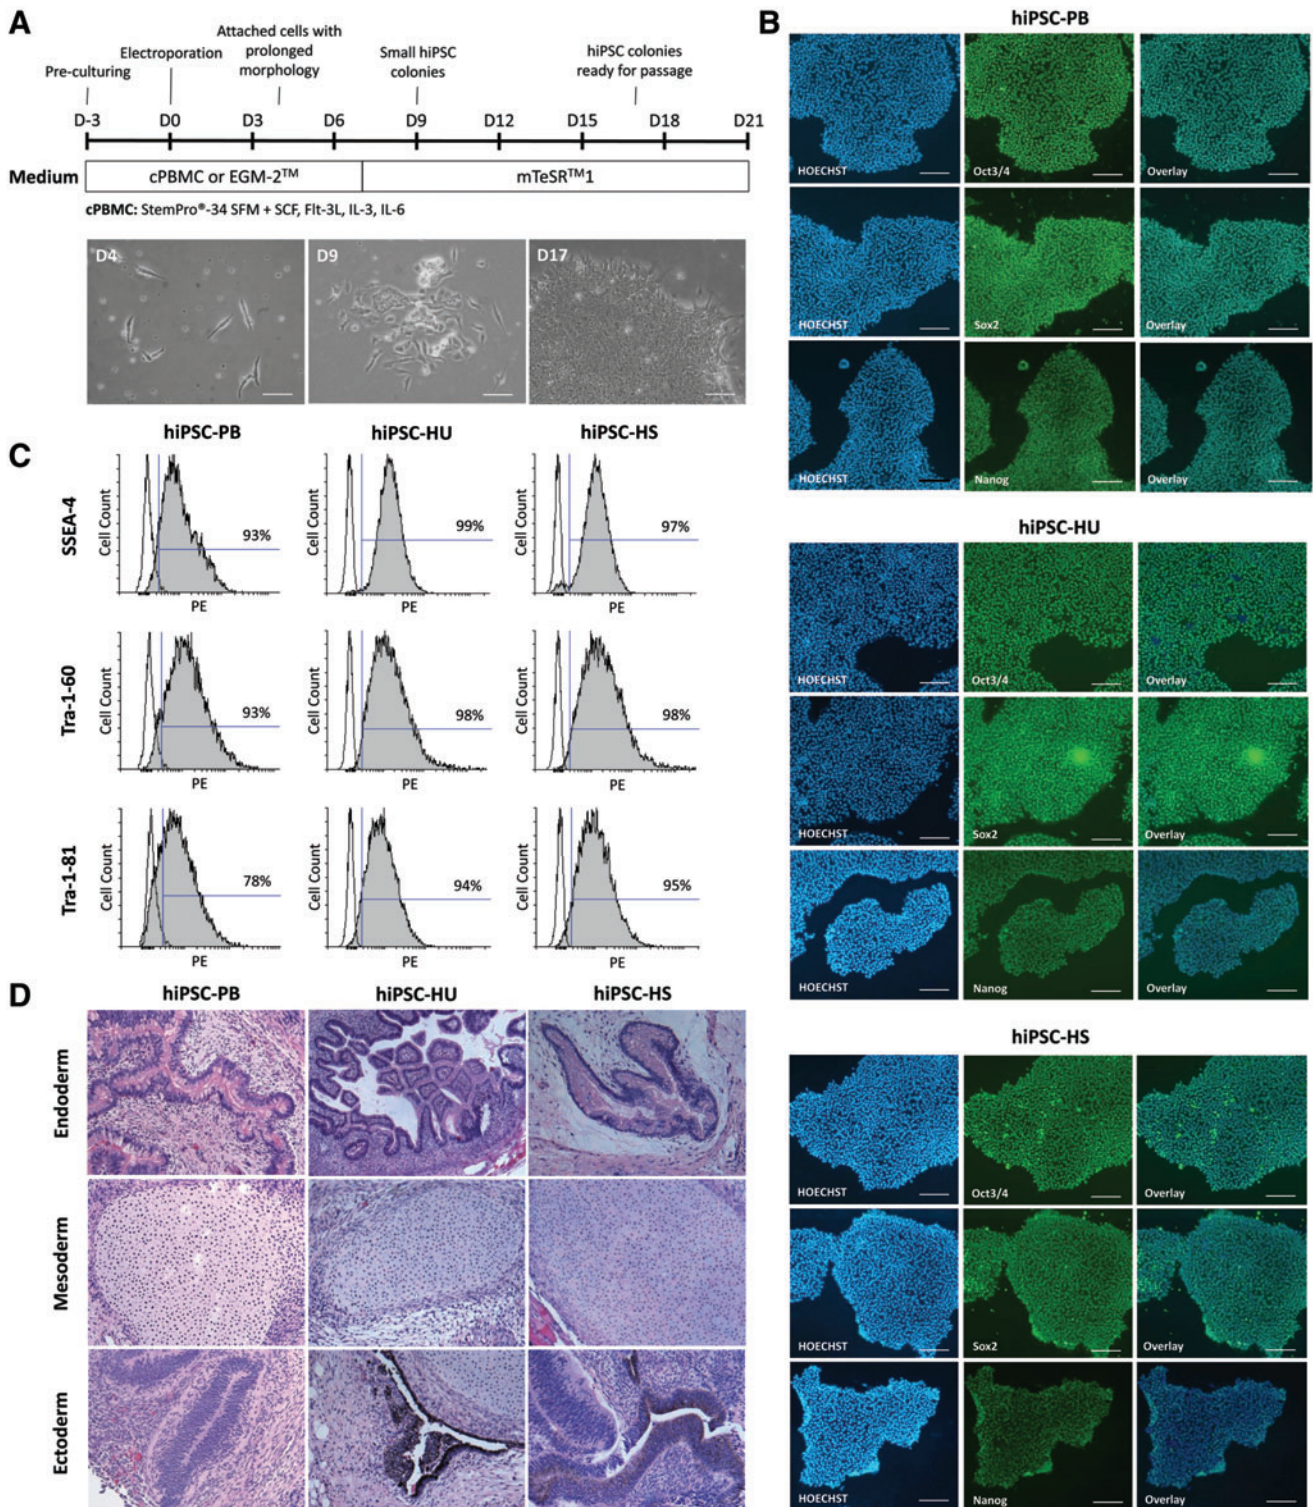 A
Attached cells with
prolonged
morphology
Electroporation
Pre-culturing
Small hiPSC
colonies
hiPSC colonies
ready for passage
D-3 D0 D3 D6 D9 D12 D15 D18 D21
Medium cPBMC or EGM-2™ mTeSR™1
cPBMC: StemPro®-34 SFM + SCF, Flt-3L, IL-3, IL-6
D4 D9 D17
B
hiPSC-PB
HOECHST Oct3/4 Overlay
HOECHST Sox2 Overlay
HOECHST Nanog Overlay
hiPSC-HU
HOECHST Oct3/4 Overlay
HOECHST Sox2 Overlay
HOECHST Nanog Overlay
hiPSC-HS
HOECHST Oct3/4 Overlay
HOECHST Sox2 Overlay
HOECHST Nanog Overlay
C
hiPSC-PB hiPSC-HU hiPSC-HS
SSEA-4
Cell Count 93% Cell Count 99% Cell Count 97%
PE PE PE
Tra-1-60
Cell Count 93% Cell Count 98% Cell Count 98%
PE PE PE
Tra-1-81
Cell Count 78% Cell Count 94% Cell Count 95%
PE PE PE
D
hiPSC-PB hiPSC-HU hiPSC-HS
Endoderm
Mesoderm
Ectoderm